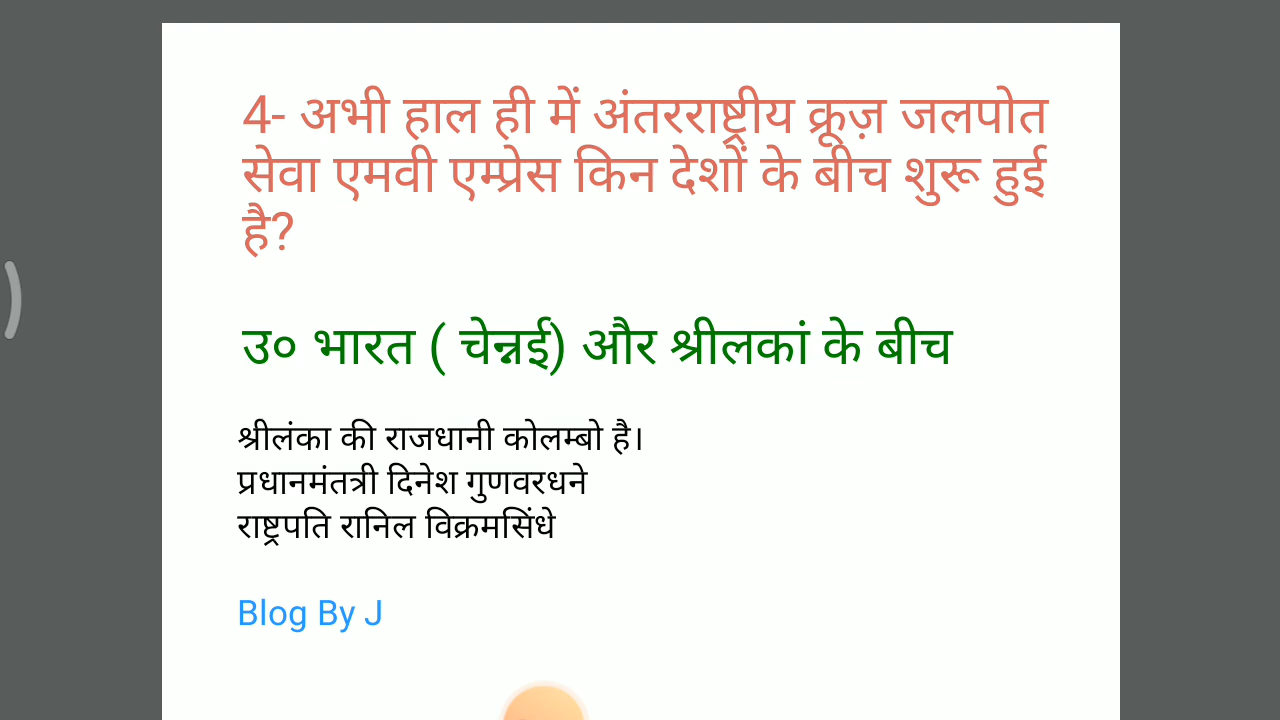 4- अभी हाल ही में अंतरराष्ट्रीय क्रूज़ जलपोत
सेवा एमवी एम्प्रेस किन देशों के बीच शुरू हुई
है?
उ० भारत ( चेन्नई) और श्रीलकां के बीच
श्रीलंका की राजधानी कोलम्बो है।
प्रधानमंतत्री दिनेश गुणवरधने
राष्ट्रपति रानिल विक्रमसिंधे
Blog By J